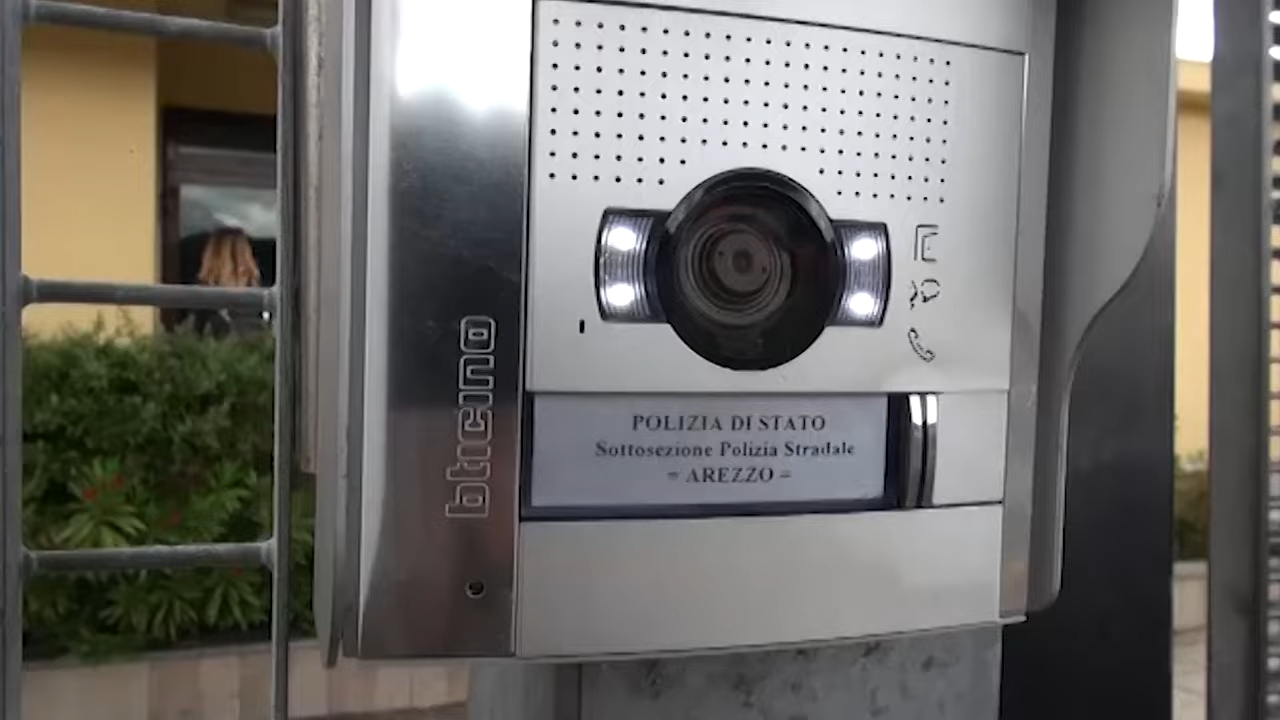 bticino
POLIZIA DI STATO
Sottosezione Polizia Stradale
= AREZZO =